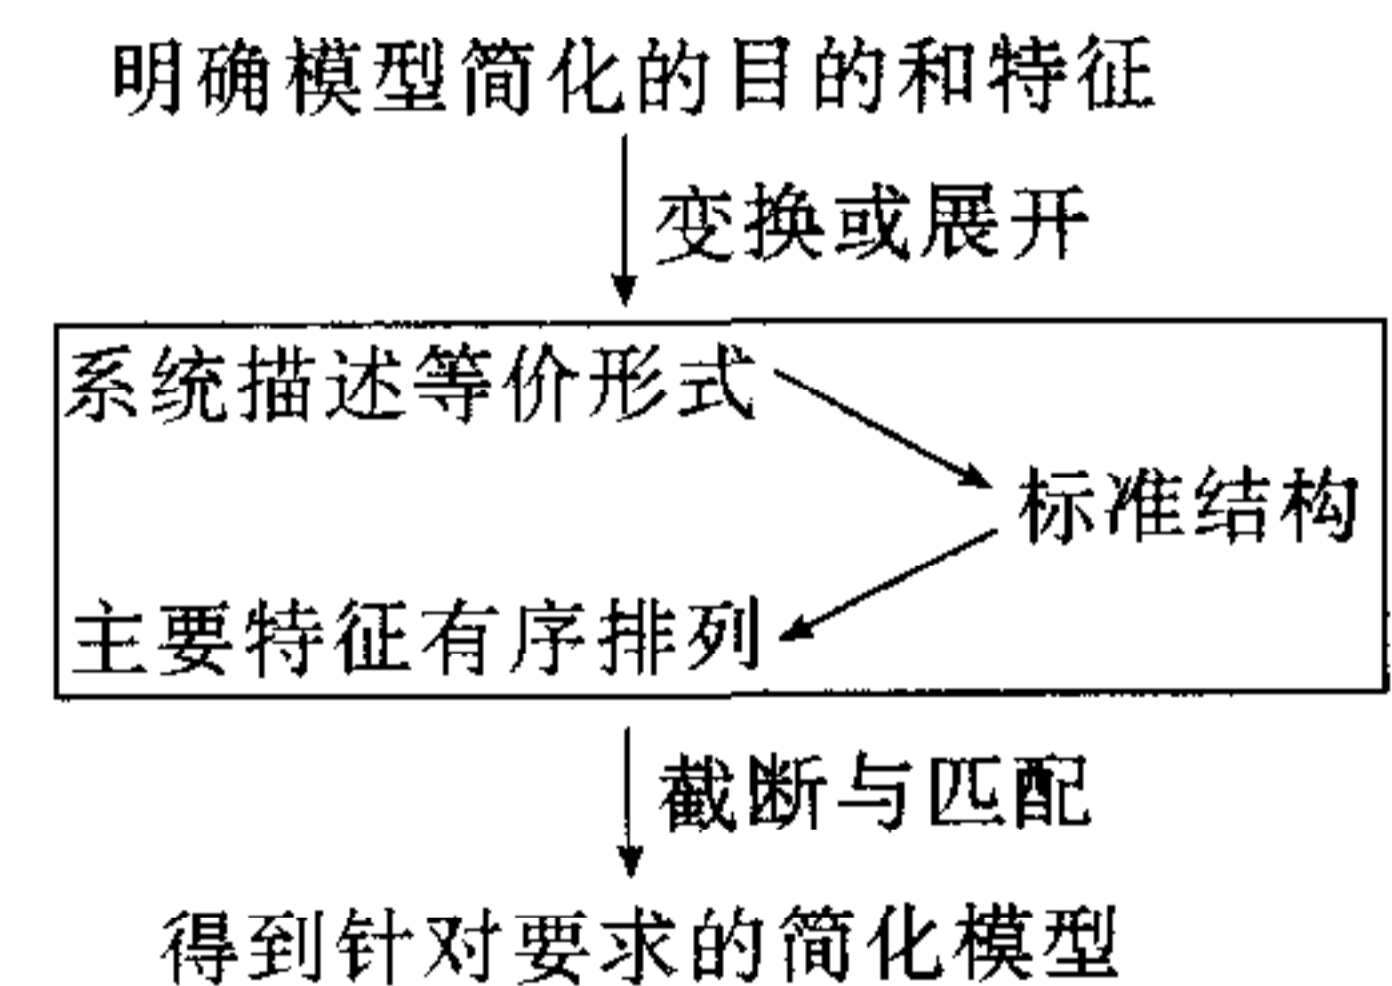 明确模型简化的目的和特征
变换或展开
系统描述等价形式
标准结构
主要特征有序排列
截断与匹配
得到针对要求的简化模型